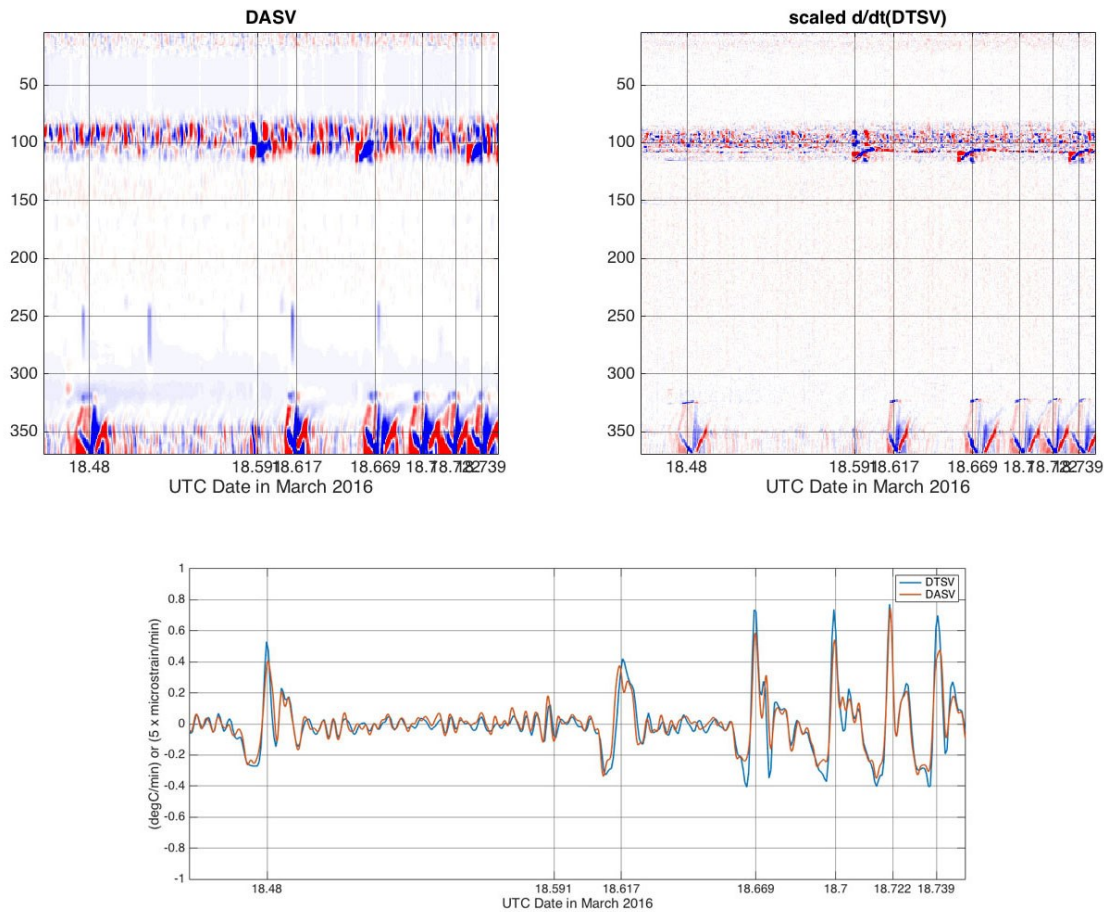 DASV
50
100
150
200
250
300
350
18.48 18.591 18.617 18.669 18.7 18.722 18.739
UTC Date in March 2016
scaled d/dt(DTSV)
50
100
150
200
250
300
350
18.48 18.591 18.617 18.669 18.7 18.722 18.739
UTC Date in March 2016
(degC/min) or (5 x microstrain/min)
1
0.8
0.6
0.4
0.2
0
-0.2
-0.4
-0.6
-0.8
-1
DTSV
DASV
18.48 18.591 18.617 18.669 18.7 18.722 18.739
UTC Date in March 2016